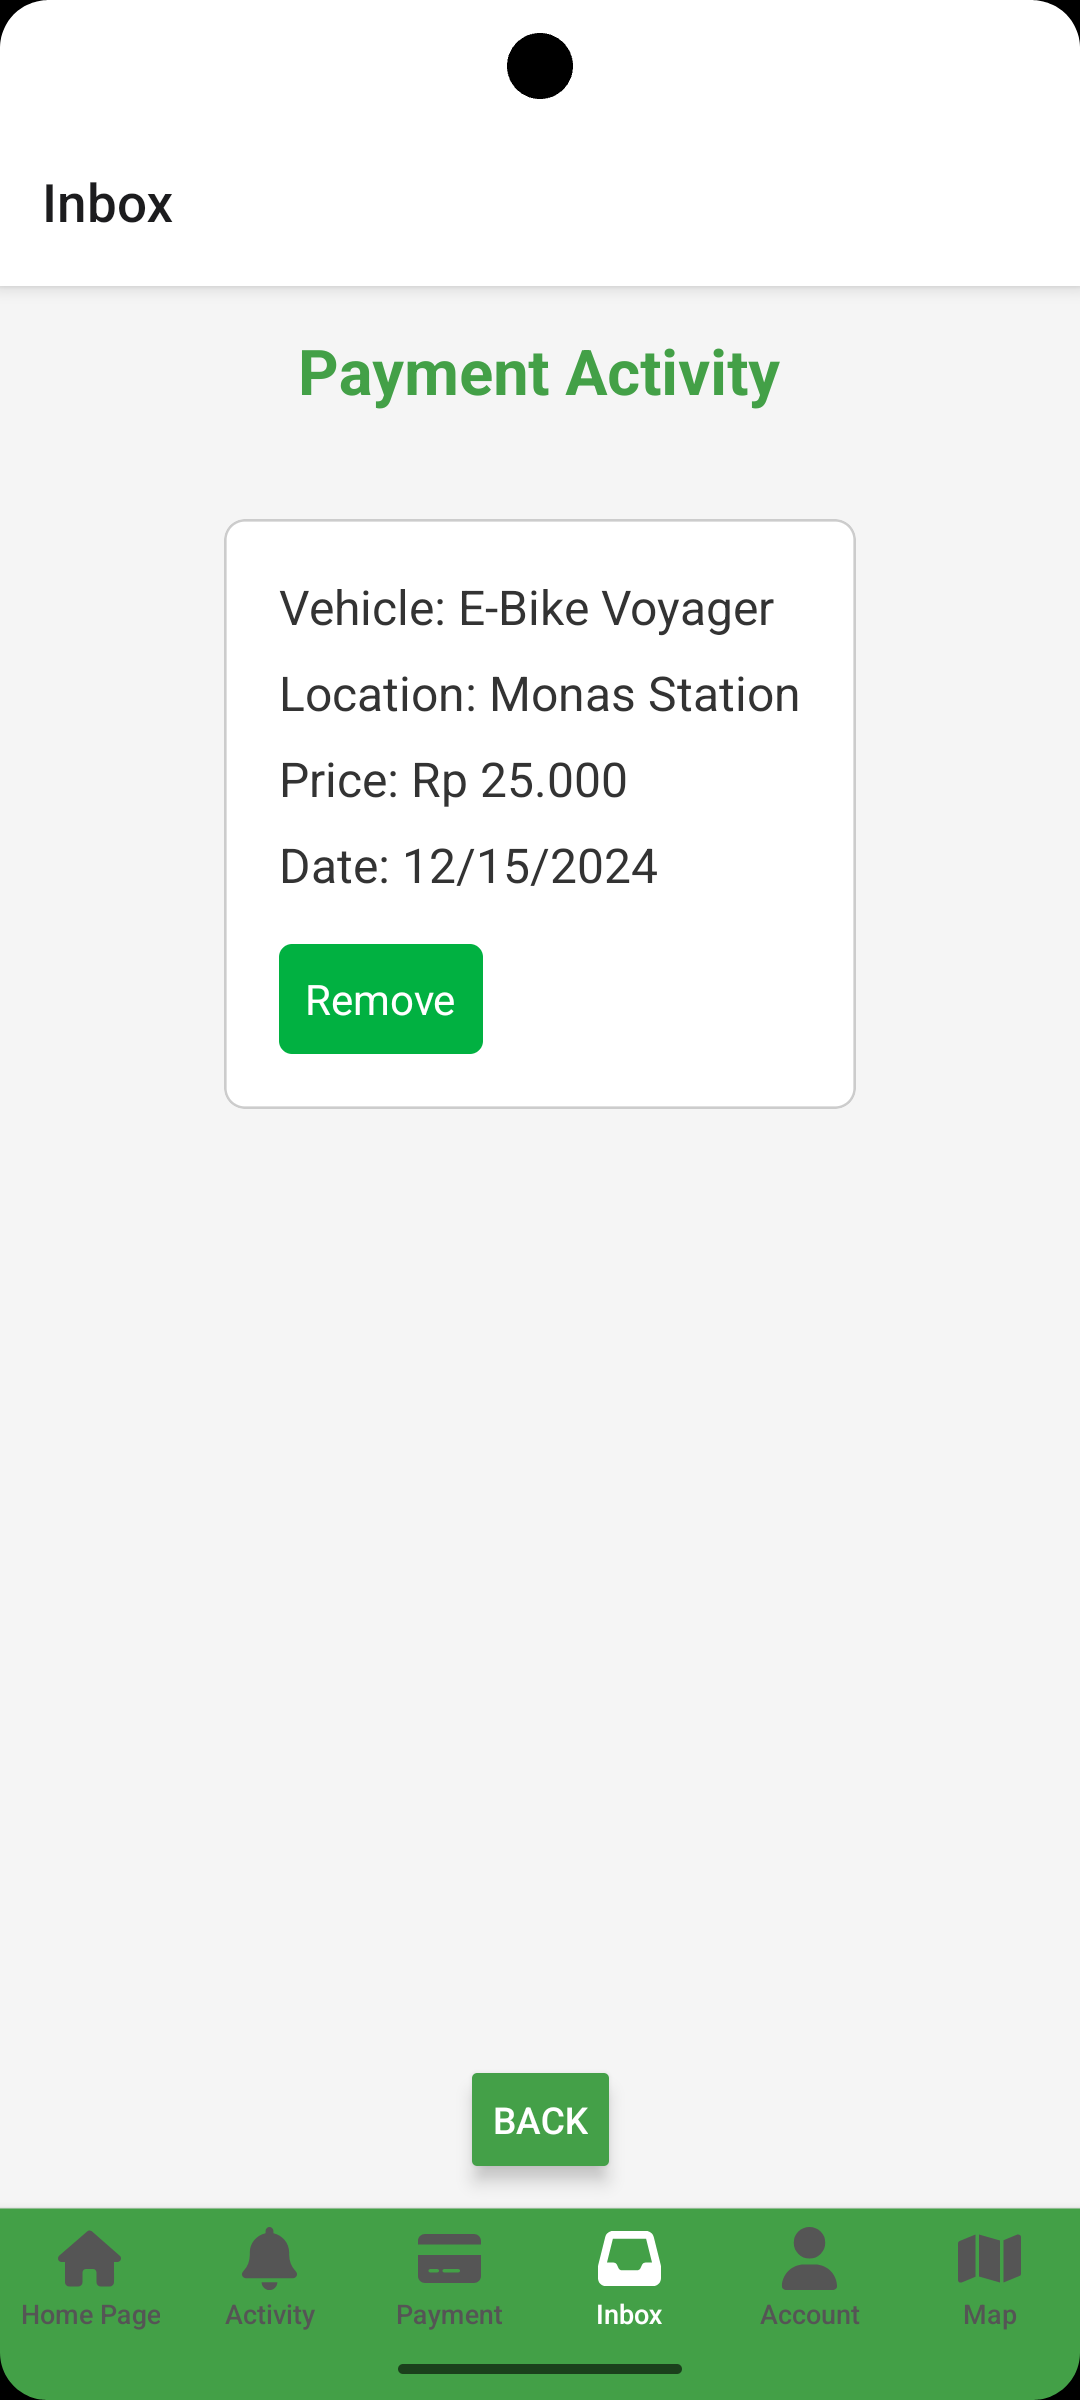 Inbox
Payment Activity
Vehicle: E-Bike Voyager
Location: Monas Station
Price: Rp 25.000
Date: 12/15/2024
Remove
BACK
Home Page
Activity
Payment
Inbox
Account
Map